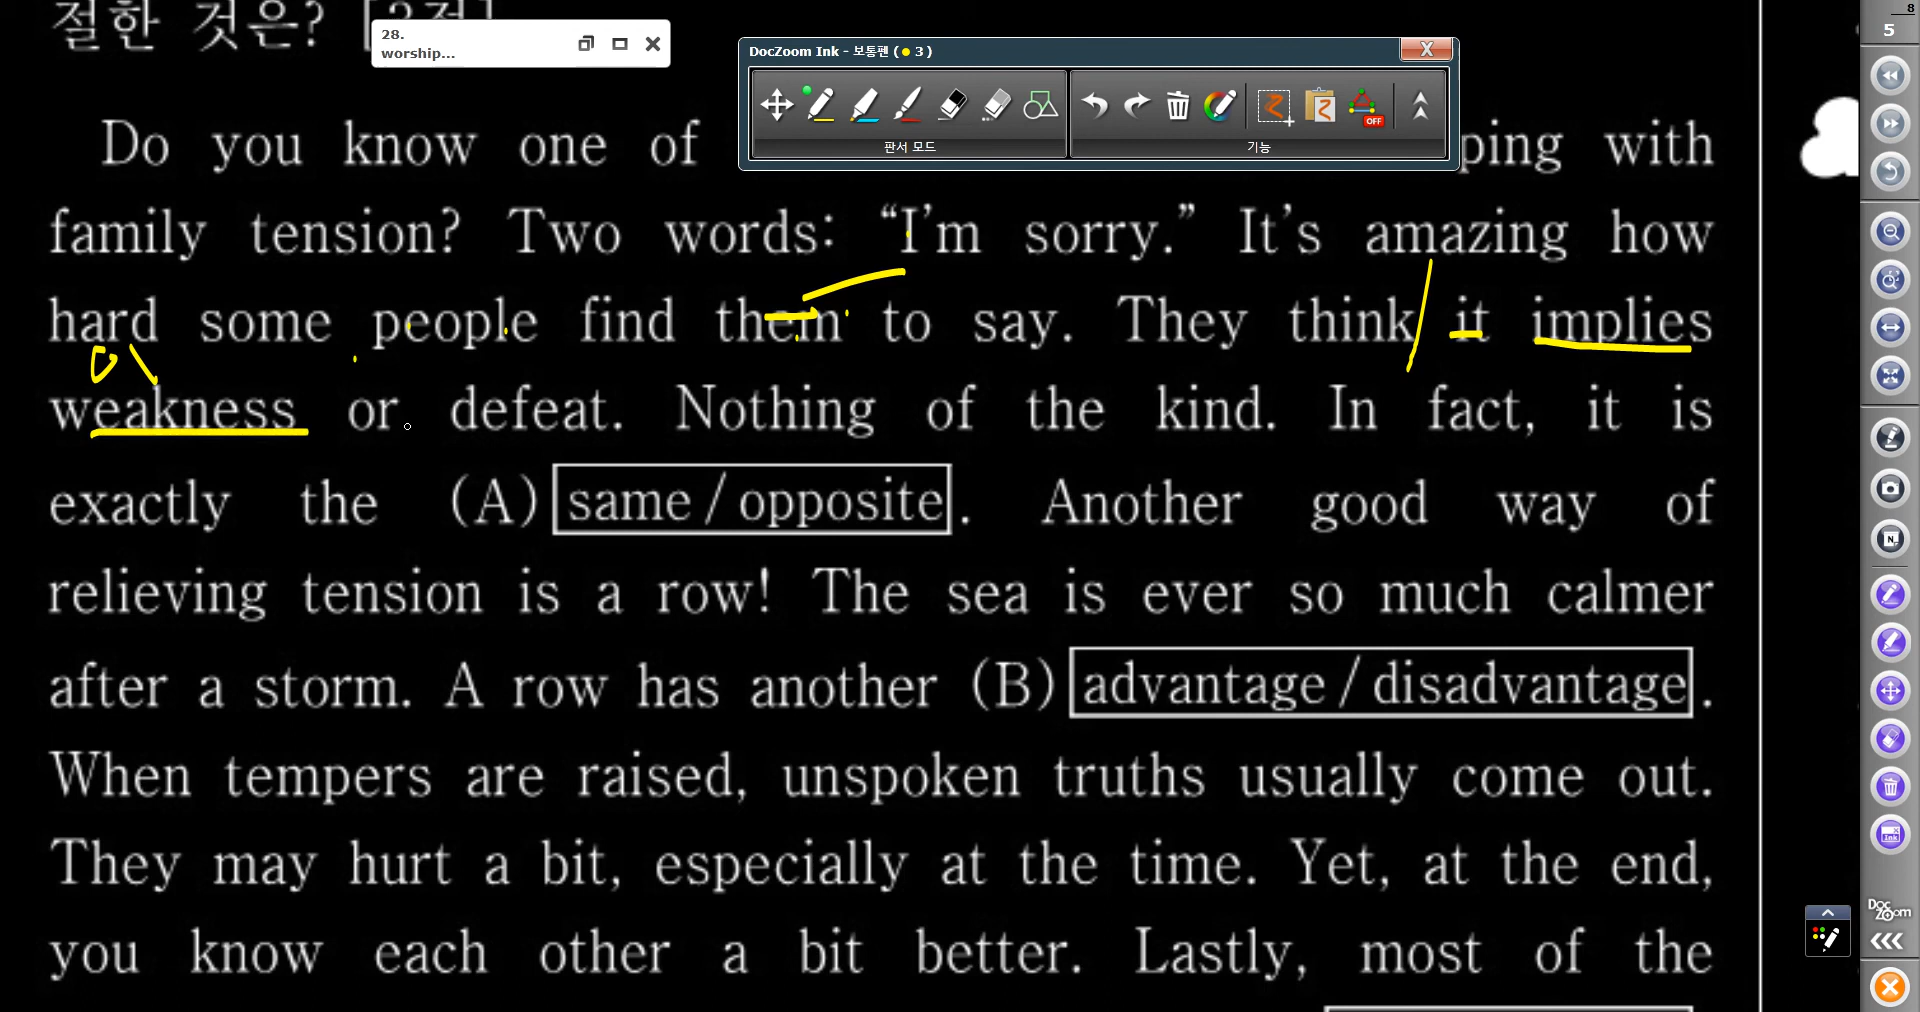 절한 것은?
28.
worship...
DocZoom Ink - 보통펜 ( 3 )
판서 모드
기능
OFF
8
5
Do you know one of ping with
family tension? Two words: “I’m sorry.” It’s amazing how
hard some people find them to say. They think it implies
weakness or defeat. Nothing of the kind. In fact, it is
exactly the (A) same / opposite . Another good way of
relieving tension is a row! The sea is ever so much calmer
after a storm. A row has another (B) advantage / disadvantage .
When tempers are raised, unspoken truths usually come out.
They may hurt a bit, especially at the time. Yet, at the end,
you know each other a bit better. Lastly, most of the
N
Ink
Doc
Zoom